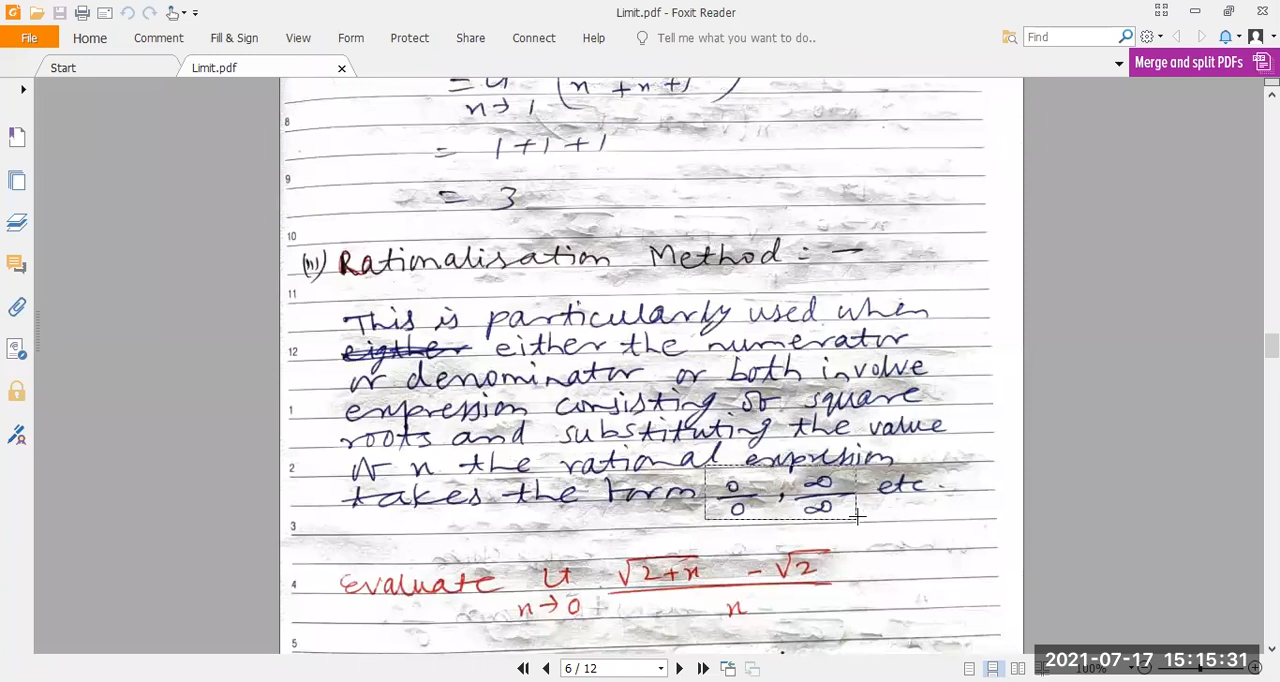 Limit.pdf - Foxit Reader
File Home Comment Fill & Sign View Form Protect Share Connect Help Tell me what you want to do.. Find
Start Limit.pdf Merge and split PDFs
= Lt (x + x + 1)
x → 1
8
= 1 + 1 + 1
9
= 3
10
(iii) Rationalisation Method : —
11
This is particularly used when
12 either the numerator
or denominator or both involve
1 expression consisting of square
roots and substituting the value
2 of x the rational expression
takes the form 0/0 , ∞/∞ etc.
3
4 Evaluate Lt x → 0 √2+x - √2 / x
5
6 / 12
100%
2021-07-17 15:15:31